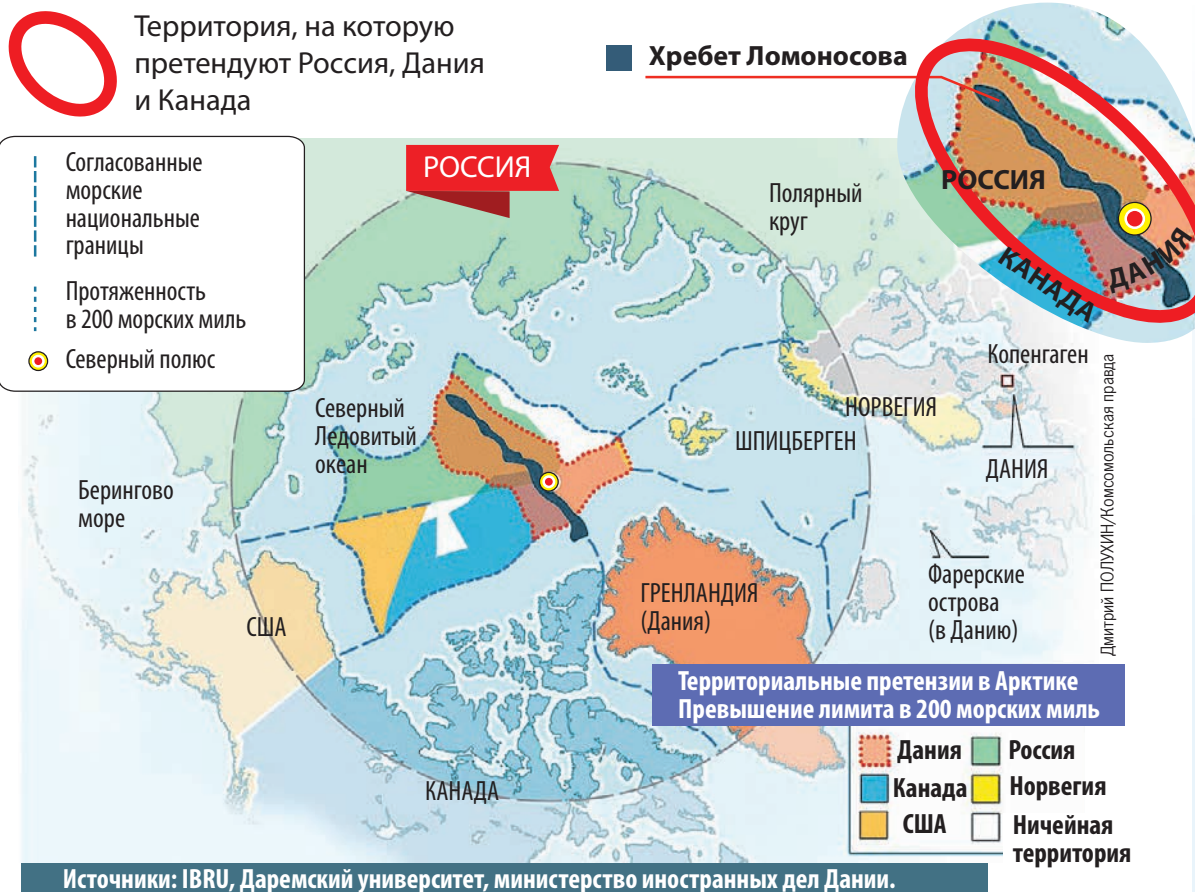 Территория, на которую
претендуют Россия, Дания
и Канада
Хребет Ломоносова
РОССИЯ
КАНАДА
ДАНИЯ
Согласованные
морские
национальные
границы
Протяженность
в 200 морских миль
Северный полюс
РОССИЯ
Полярный
круг
Северный
Ледовитый
океан
Берингово
море
НОРВЕГИЯ
ШПИЦБЕРГЕН
Копенгаген
ДАНИЯ
Фарерские
острова
(в Данию)
США
ГРЕНЛАНДИЯ
(Дания)
КАНАДА
Дмитрий ПОЛУХИН/Комсомольская правда
Территориальные претензии в Арктике
Превышение лимита в 200 морских миль
Дания
Россия
Канада
Норвегия
США
Ничейная
территория
Источники: IBRU, Даремский университет, министерство иностранных дел Дании.